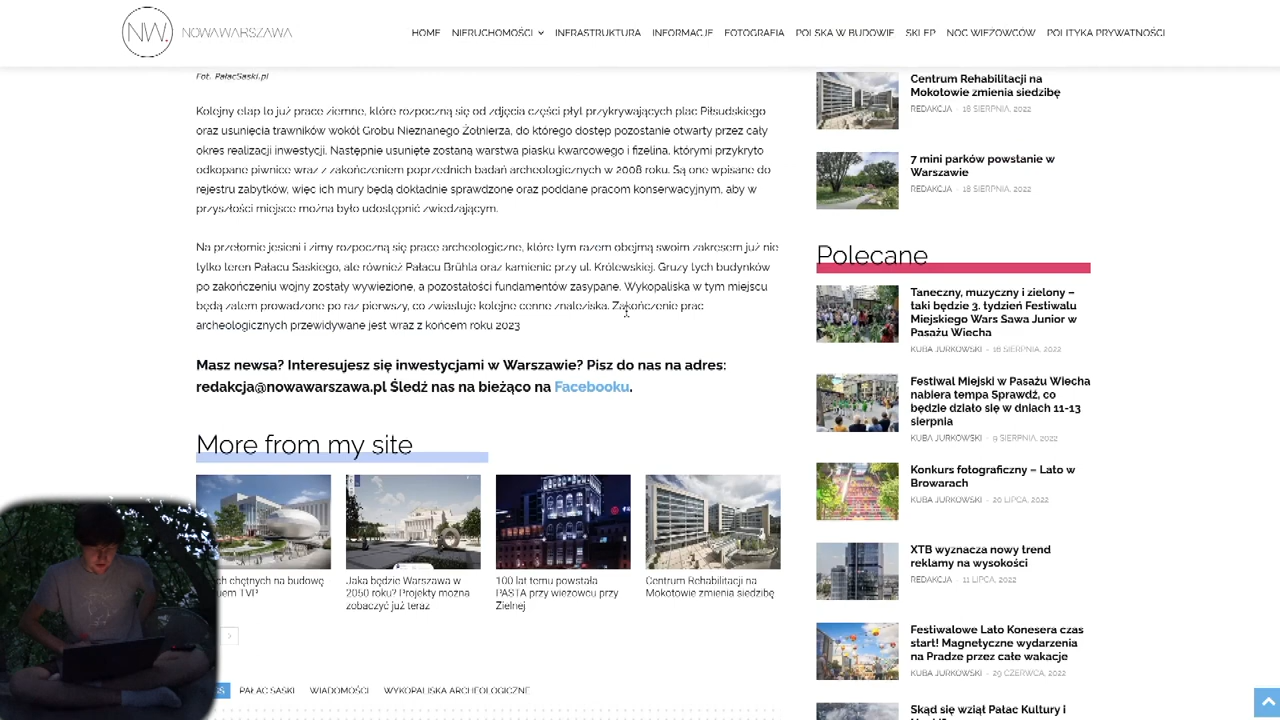 NW.
NOWAWARSZAWA
HOME NIERUCHOMOŚCI INFRASTRUKTURA INFORMACJE FOTOGRAFIA POLSKA W BUDOWIE SKLEP NOC WIEŻOWCÓW POLITYKA PRYWATNOŚCI
Fot. PałacSaski.pl
Kolejny etap to już prace ziemne, które rozpoczną się od zdjęcia części płyt przykrywających plac Piłsudskiego
oraz usunięcia trawników wokół Grobu Nieznanego Żołnierza, do którego dostęp pozostanie otwarty przez cały
okres realizacji inwestycji. Następnie usunięte zostaną warstwa piasku kwarcowego i fizelina, którymi przykryto
odkopane piwnice wraz z zakończeniem poprzednich badań archeologicznych w 2008 roku. Są one wpisane do
rejestru zabytków, więc ich mury będą dokładnie sprawdzone oraz poddane pracom konserwacyjnym, aby w
przyszłości miejsce można było udostępnić zwiedzającym.
Na przełomie jesieni i zimy rozpoczną się prace archeologiczne, które tym razem obejmą swoim zakresem już nie
tylko teren Pałacu Saskiego, ale również Pałacu Brühla oraz kamienic przy ul. Królewskiej. Gruzy tych budynków
po zakończeniu wojny zostały wywiezione, a pozostałości fundamentów zasypane. Wykopaliska w tym miejscu
będą zatem prowadzone po raz pierwszy, co zwiastuje kolejne cenne znaleziska. Zakończenie prac
archeologicznych przewidywane jest wraz z końcem roku 2023
Masz newsa? Interesujesz się inwestycjami w Warszawie? Pisz do nas na adres:
redakcja@nowawarszawa.pl Śledź nas na bieżąco na Facebooku.
More from my site
ch chętnych na budowę
TVP
Jaka będzie Warszawa w
2050 roku? Projekty można
zobaczyć już teraz
100 lat temu powstała
PASTA przy wieżowcu przy
Zielnej
Centrum Rehabilitacji na
Mokotowie zmienia siedzibę
PAŁAC SASKI WIADOMOŚCI WYKOPALISKA ARCHEOLOGICZNE
Centrum Rehabilitacji na
Mokotowie zmienia siedzibę
REDAKCJA - 18 SIERPNIA, 2022
7 mini parków powstanie w
Warszawie
REDAKCJA - 18 SIERPNIA, 2022
Polecane
Taneczny, muzyczny i zielony –
taki będzie 3. tydzień Festiwalu
Miejskiego Wars Sawa Junior w
Pasażu Wiecha
KUBA JURKOWSKI - 16 SIERPNIA, 2022
Festiwal Miejski w Pasażu Wiecha
nabiera tempa Sprawdź, co
będzie działo się w dniach 11-13
sierpnia
KUBA JURKOWSKI - 9 SIERPNIA, 2022
Konkurs fotograficzny – Lato w
Browarach
KUBA JURKOWSKI - 20 LIPCA, 2022
XTB wyznacza nowy trend
reklamy na wysokości
REDAKCJA - 11 LIPCA, 2022
Festiwalowe Lato Konesera czas
start! Magnetyczne wydarzenia
na Pradze przez całe wakacje
KUBA JURKOWSKI - 29 CZERWCA, 2022
Skąd się wziął Pałac Kultury i